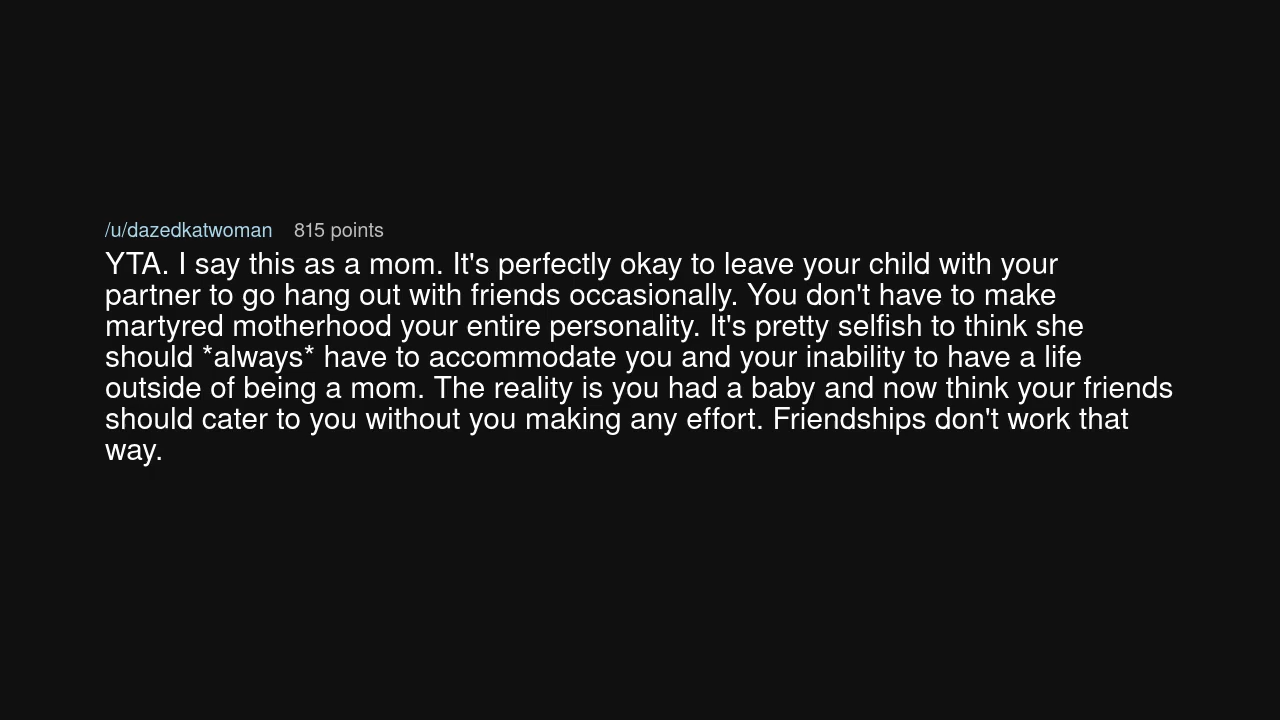 /u/dazedkatwoman 815 points
YTA. I say this as a mom. It's perfectly okay to leave your child with your
partner to go hang out with friends occasionally. You don't have to make
martyred motherhood your entire personality. It's pretty selfish to think she
should *always* have to accommodate you and your inability to have a life
outside of being a mom. The reality is you had a baby and now think your friends
should cater to you without you making any effort. Friendships don't work that
way.